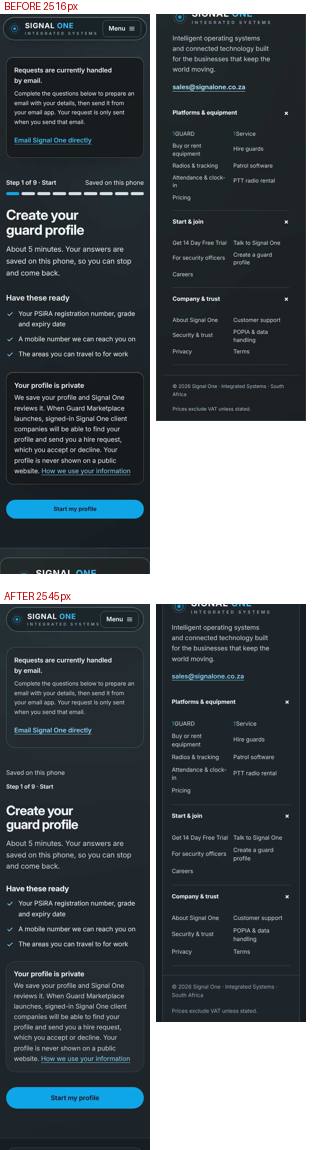 BEFORE 2516px
SIGNAL ONE
INTEGRATED SYSTEMS
Menu
Requests are currently handled
by email.
Complete the questions below to prepare an
email with your details, then send it from
your email app. Your request is only sent
when you send that email.
Email Signal One directly
Step 1 of 9 · Start
Saved on this phone
Create your
guard profile
About 5 minutes. Your answers are
saved on this phone, so you can stop
and come back.
Have these ready
Your PSiRA registration number, grade
and expiry date
A mobile number we can reach you on
The areas you can travel to for work
Your profile is private
We save your profile and Signal One
reviews it. When Guard Marketplace
launches, signed-in Signal One client
companies will be able to find your
profile and send you a hire request,
which you accept or decline. Your
profile is never shown on a public
website. How we use your information
Start my profile
SIGNAL ONE
INTEGRATED SYSTEMS
Intelligent operating systems
and connected technology built
for the businesses that keep the
world moving.
sales@signalone.co.za
Platforms & equipment
1GUARD
1Service
Buy or rent
equipment
Hire guards
Radios & tracking
Patrol software
Attendance & clock-
in
PTT radio rental
Pricing
Start & join
Get 14 Day Free Trial
Talk to Signal One
For security officers
Create a guard
profile
Careers
Company & trust
About Signal One
Customer support
Security & trust
POPIA & data
handling
Privacy
Terms
© 2026 Signal One · Integrated Systems · South
Africa
Prices exclude VAT unless stated.
AFTER 2545px
SIGNAL ONE
INTEGRATED SYSTEMS
Menu
Requests are currently handled
by email.
Complete the questions below to prepare an
email with your details, then send it from
your email app. Your request is only sent
when you send that email.
Email Signal One directly
Saved on this phone
Step 1 of 9 · Start
Create your
guard profile
About 5 minutes. Your answers are
saved on this phone, so you can stop
and come back.
Have these ready
Your PSiRA registration number, grade
and expiry date
A mobile number we can reach you on
The areas you can travel to for work
Your profile is private
We save your profile and Signal One
reviews it. When Guard Marketplace
launches, signed-in Signal One client
companies will be able to find your
profile and send you a hire request,
which you accept or decline. Your
profile is never shown on a public
website. How we use your information
Start my profile
SIGNAL ONE
INTEGRATED SYSTEMS
Intelligent operating systems
and connected technology built
for the businesses that keep the
world moving.
sales@signalone.co.za
Platforms & equipment
1GUARD
1Service
Buy or rent
equipment
Hire guards
Radios & tracking
Patrol software
Attendance & clock-
in
PTT radio rental
Pricing
Start & join
Get 14 Day Free Trial
Talk to Signal One
For security officers
Create a guard
profile
Careers
Company & trust
About Signal One
Customer support
Security & trust
POPIA & data
handling
Privacy
Terms
© 2026 Signal One · Integrated Systems ·
South Africa
Prices exclude VAT unless stated.